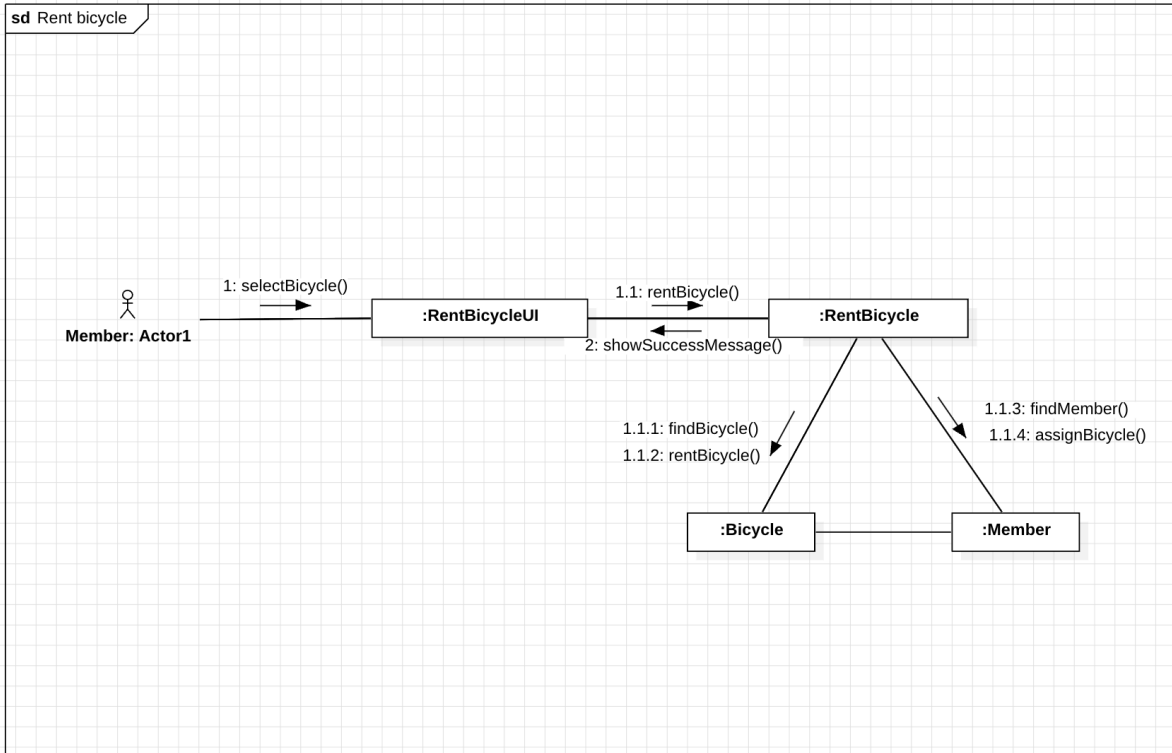 sd Rent bicycle
1: selectBicycle()
Member: Actor1
:RentBicycleUI
1.1: rentBicycle()
2: showSuccessMessage()
:RentBicycle
1.1.1: findBicycle()
1.1.2: rentBicycle()
1.1.3: findMember()
1.1.4: assignBicycle()
:Bicycle
:Member